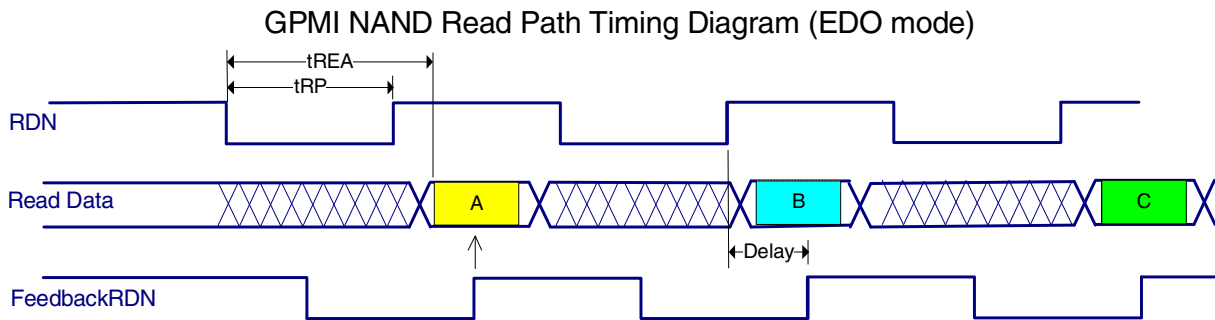 GPMI NAND Read Path Timing Diagram (EDO mode)
tREA
tRP
RDN
Read Data
A
B
C
Delay
FeedbackRDN